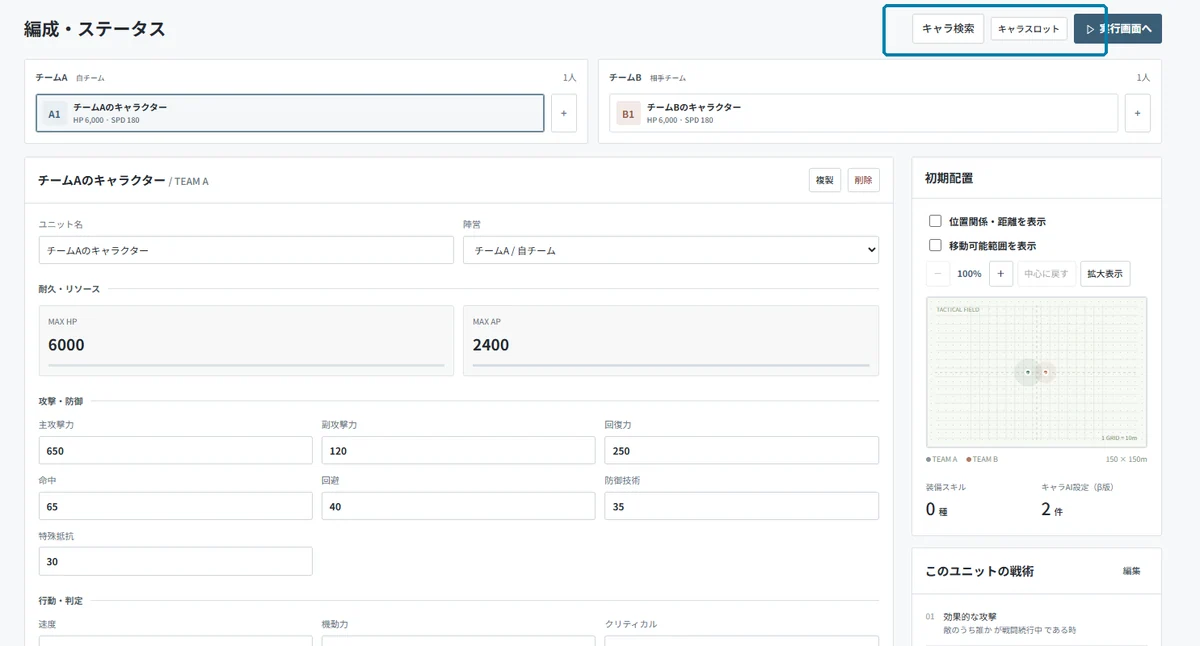 編成・ステータス
キャラ検索
キャラスロット
▷ 実行画面へ
チームA 自チーム 1人
A1 チームAのキャラクター
HP 6,000・SPD 180
+
チームB 相手チーム 1人
B1 チームBのキャラクター
HP 6,000・SPD 180
+
チームAのキャラクター / TEAM A
複製
削除
ユニット名
チームAのキャラクター
陣営
チームA / 自チーム
耐久・リソース
MAX HP
6000
MAX AP
2400
攻撃・防御
主攻撃力
650
副攻撃力
120
回復力
250
命中
65
回避
40
防御技術
35
特殊抵抗
30
行動・判定
速度
機動力
クリティカル
初期配置
位置関係・距離を表示
移動可能範囲を表示
− 100% + 中心に戻す 拡大表示
TACTICAL FIELD
1 GRID = 10m
TEAM A TEAM B 150 × 150m
装備スキル
0 種
キャラAI設定（β版）
2 件
このユニットの戦術 編集
01 効果的な攻撃
敵のうち誰か が戦闘続行中 である時